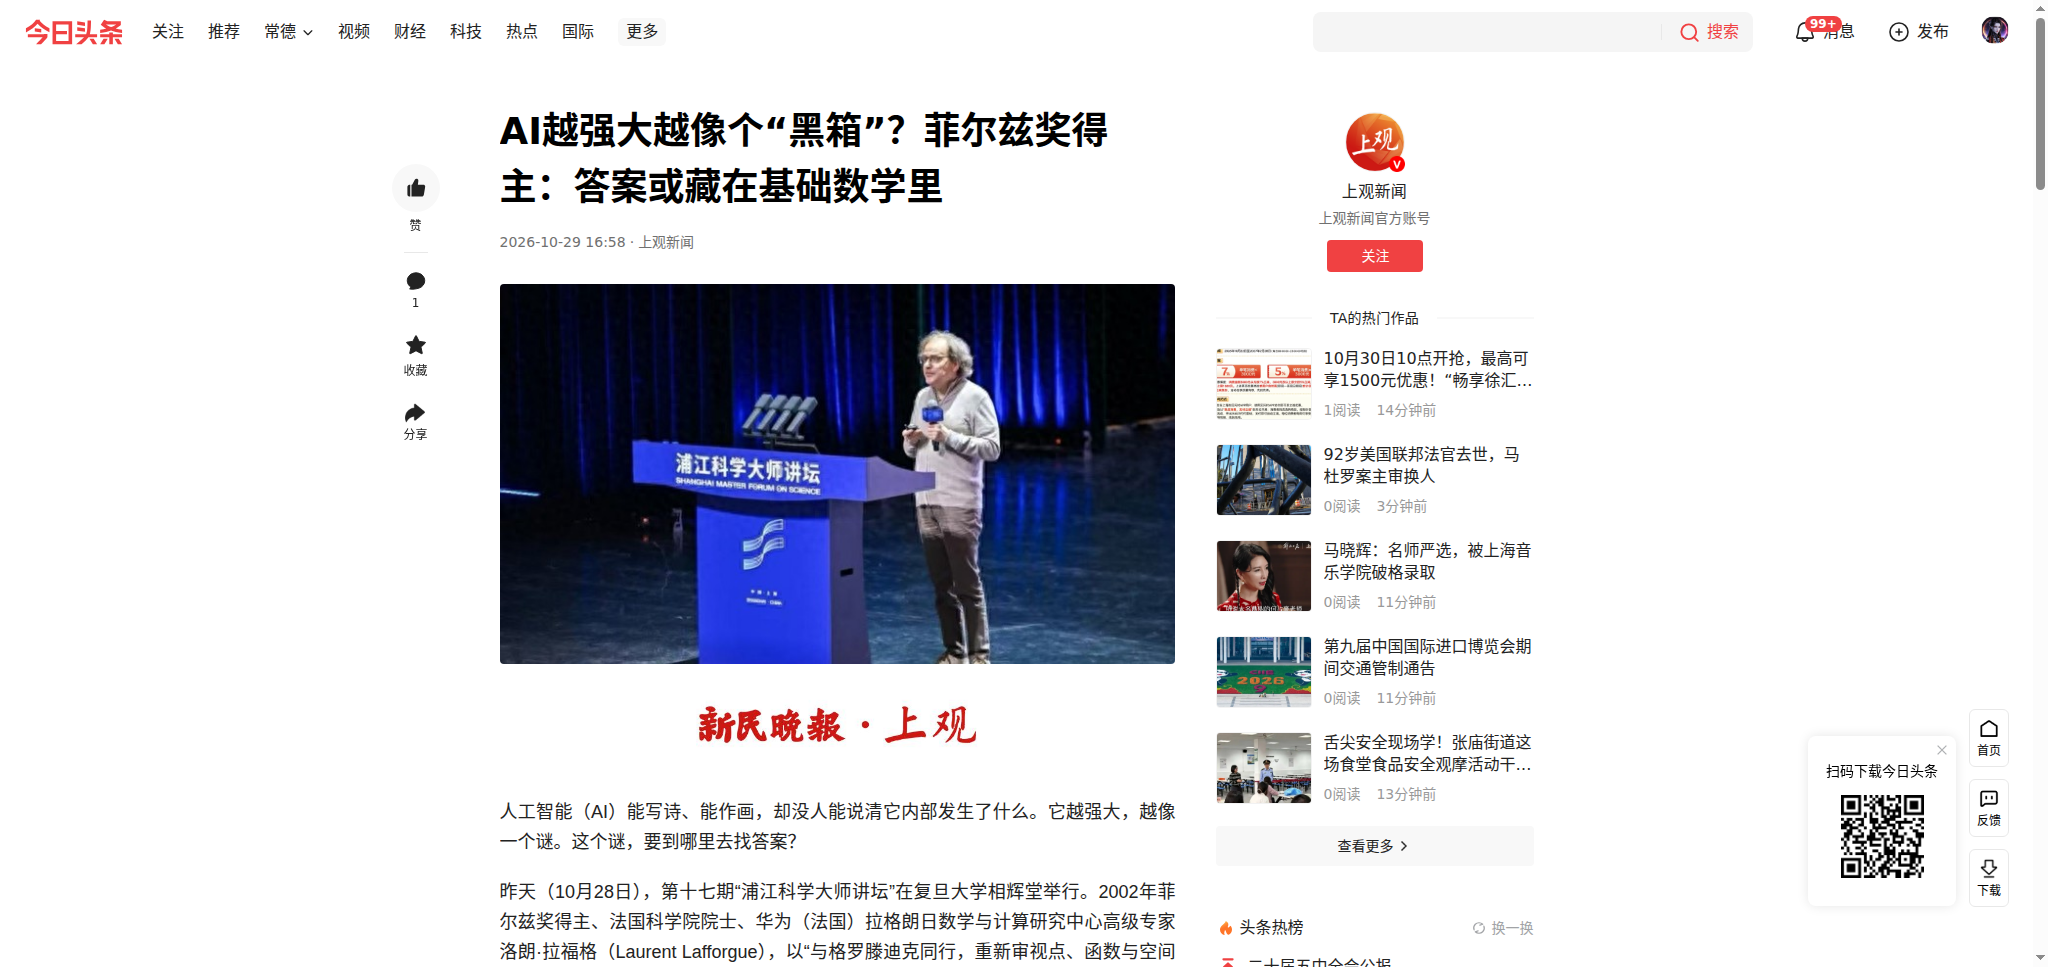 今日头条
关注
推荐
常德
视频
财经
科技
热点
国际
更多
搜索
99+
消息
发布
AI越强大越像个“黑箱”？菲尔兹奖得
主：答案或藏在基础数学里
2026-10-29 16:58 · 上观新闻
赞
1
收藏
分享
浦江科学大师讲坛
SHANGHAI MASTER FORUM ON SCIENCE
新民晚报·上观
人工智能（AI）能写诗、能作画，却没人能说清它内部发生了什么。它越强大，越像
一个谜。这个谜，要到哪里去找答案？
昨天（10月28日），第十七期“浦江科学大师讲坛”在复旦大学相辉堂举行。2002年菲
尔兹奖得主、法国科学院院士、华为（法国）拉格朗日数学与计算研究中心高级专家
洛朗·拉福格（Laurent Lafforgue），以“与格罗滕迪克同行，重新审视点、函数与空间
上观
V
上观新闻
上观新闻官方账号
关注
TA的热门作品
10月30日10点开抢，最高可
享1500元优惠！“畅享徐汇...
1阅读 14分钟前
92岁美国联邦法官去世，马
杜罗案主审换人
0阅读 3分钟前
马晓辉：名师严选，被上海音
乐学院破格录取
0阅读 11分钟前
2026
第九届中国国际进口博览会期
间交通管制通告
0阅读 11分钟前
舌尖安全现场学！张庙街道这
场食堂食品安全观摩活动干...
0阅读 13分钟前
查看更多
头条热榜
换一换
二十届五中全会公报
扫码下载今日头条
首页
反馈
下载